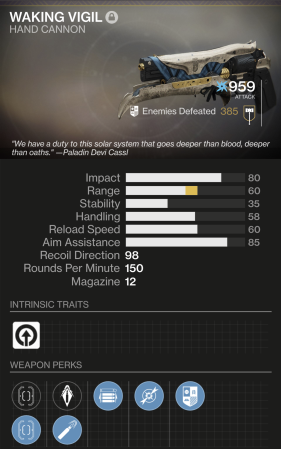 WAKING VIGIL
HAND CANNON
959
ATTACK
Enemies Defeated 385
"We have a duty to this solar system that goes deeper than blood, deeper
than oaths." —Paladin Devi Cassl
Impact 80
Range 60
Stability 35
Handling 58
Reload Speed 60
Aim Assistance 85
Recoil Direction 98
Rounds Per Minute 150
Magazine 12
INTRINSIC TRAITS
WEAPON PERKS